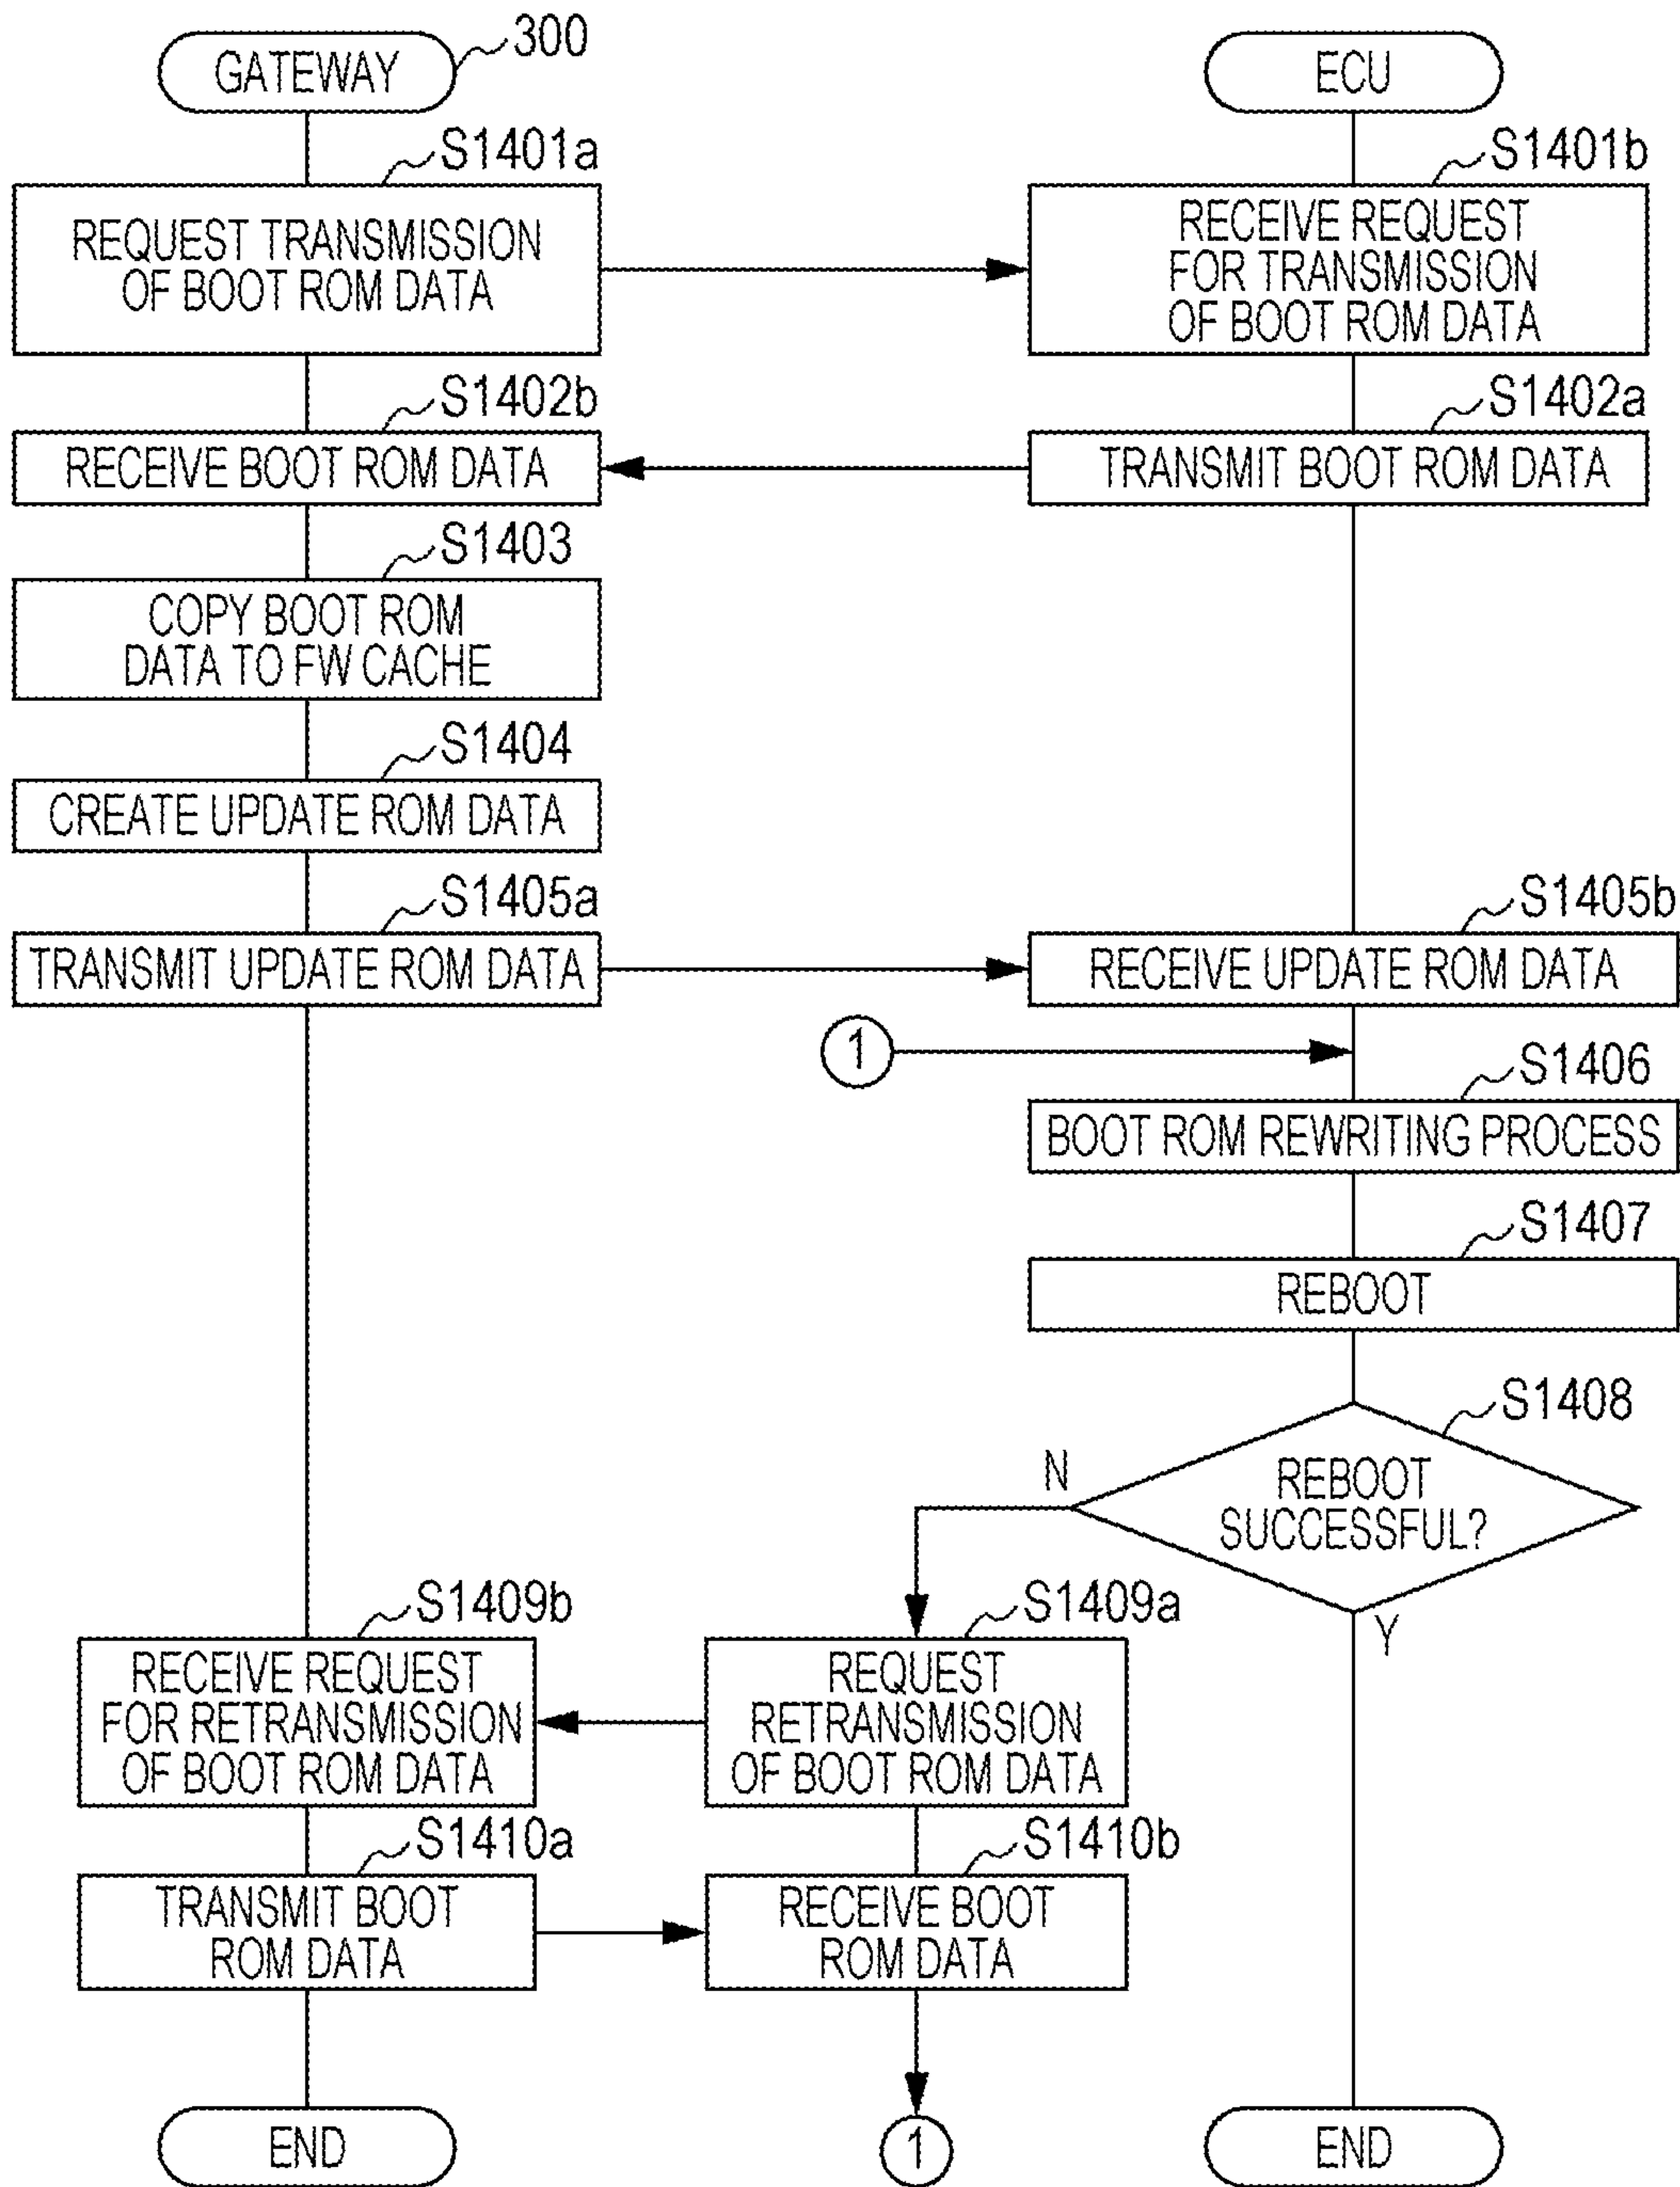 GATEWAY
300
ECU
S1401a
S1401b
REQUEST TRANSMISSION
OF BOOT ROM DATA
RECEIVE REQUEST
FOR TRANSMISSION
OF BOOT ROM DATA
S1402b
S1402a
RECEIVE BOOT ROM DATA
TRANSMIT BOOT ROM DATA
S1403
COPY BOOT ROM
DATA TO FW CACHE
S1404
CREATE UPDATE ROM DATA
S1405a
S1405b
TRANSMIT UPDATE ROM DATA
RECEIVE UPDATE ROM DATA
1
S1406
BOOT ROM REWRITING PROCESS
S1407
REBOOT
S1408
REBOOT
SUCCESSFUL?
N
Y
S1409b
S1409a
RECEIVE REQUEST
FOR RETRANSMISSION
OF BOOT ROM DATA
REQUEST
RETRANSMISSION
OF BOOT ROM DATA
S1410a
S1410b
TRANSMIT BOOT
ROM DATA
RECEIVE BOOT
ROM DATA
END
1
END